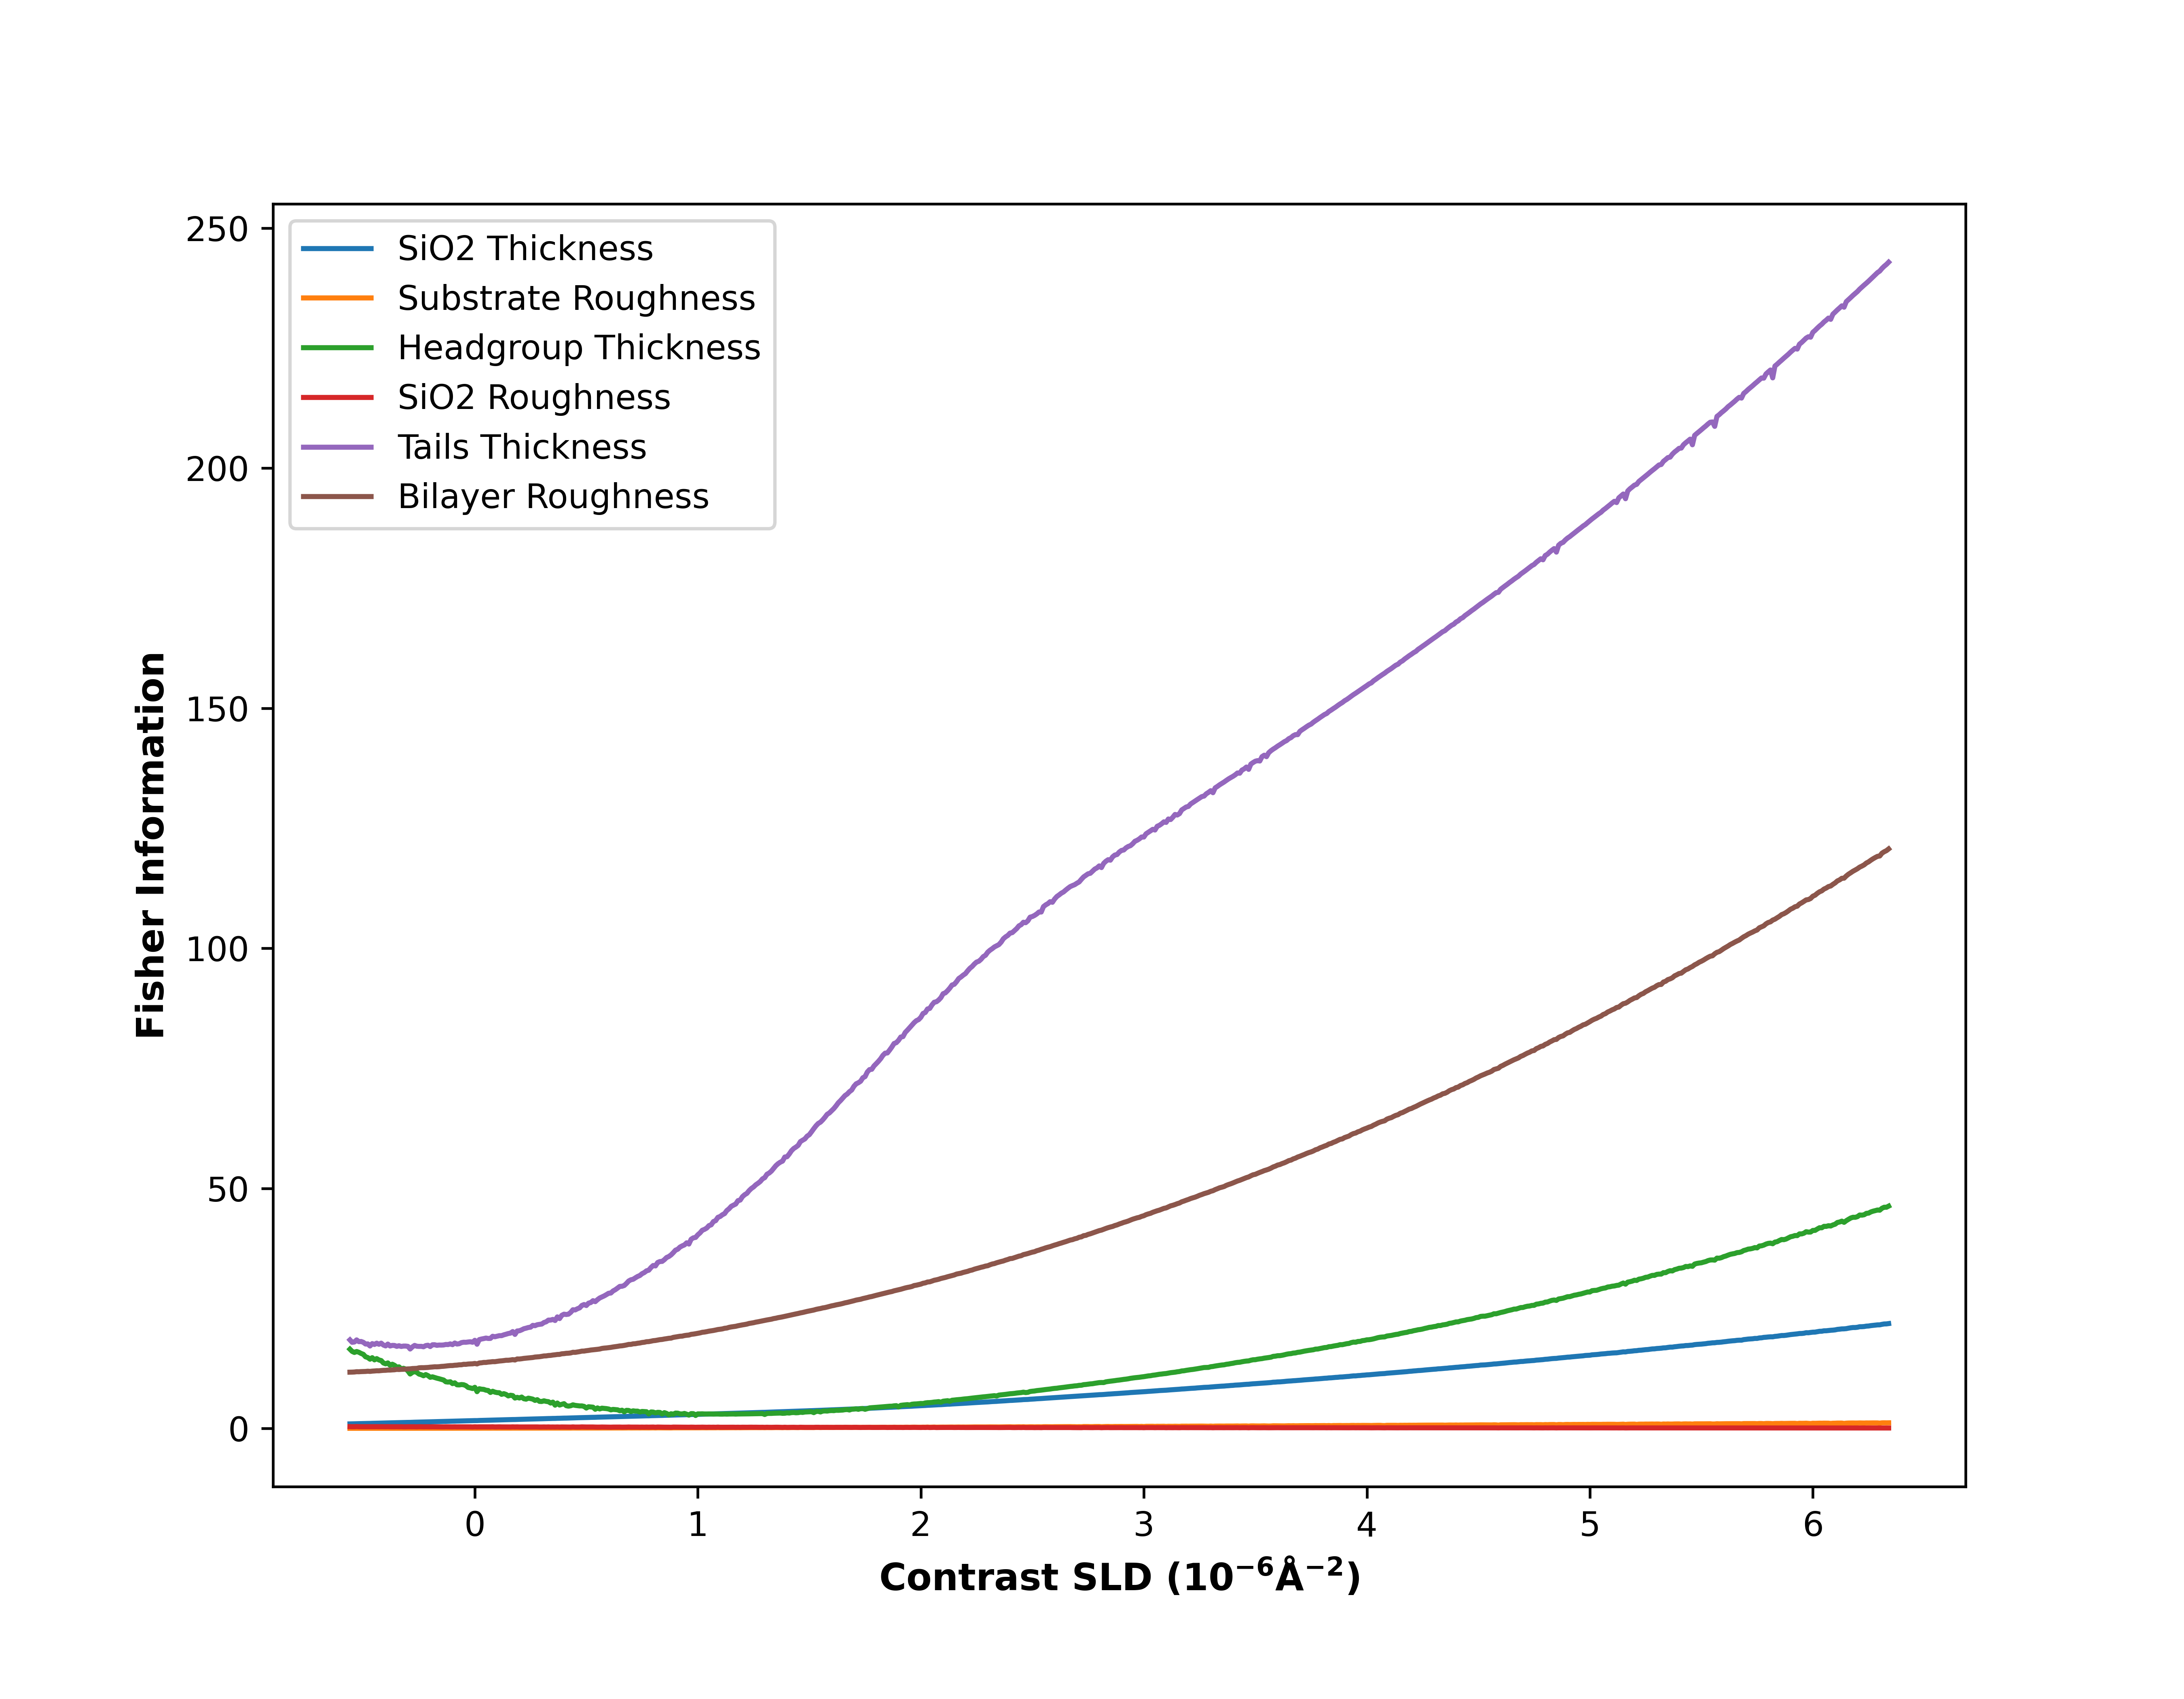 250
200
150
100
50
0
Fisher Information
SiO2 Thickness
Substrate Roughness
Headgroup Thickness
SiO2 Roughness
Tails Thickness
Bilayer Roughness
0 1 2 3 4 5 6
Contrast SLD (10⁻⁶Å⁻²)